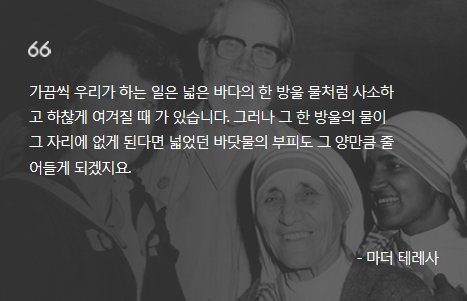 “
가끔씩 우리가 하는 일은 넓은 바다의 한 방울 물처럼 사소하
고 하찮게 여겨질 때 가 있습니다. 그러나 그 한 방울의 물이
그 자리에 없게 된다면 넓었던 바닷물의 부피도 그 양만큼 줄
어들게 되겠지요.
- 마더 테레사